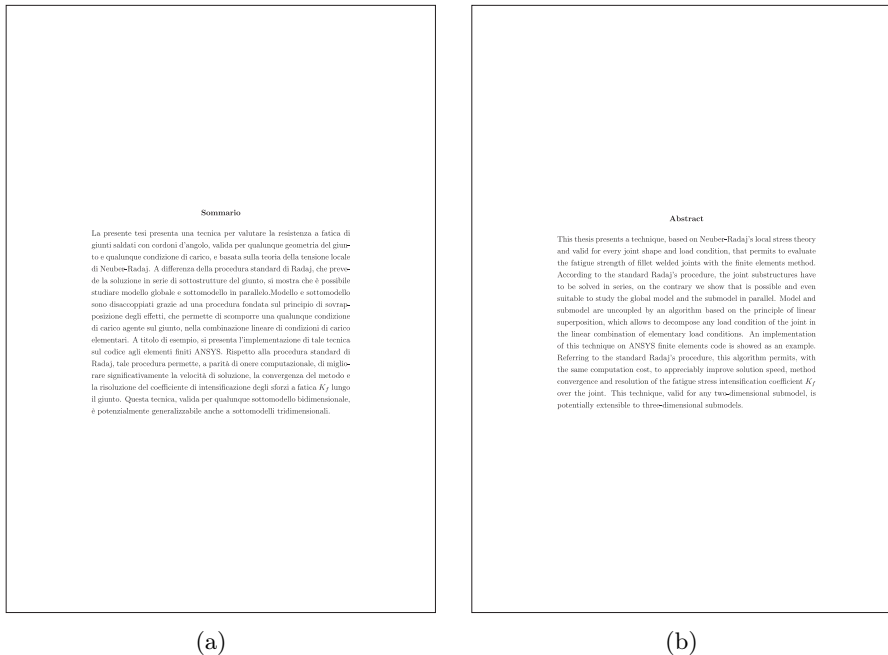 Sommario
La presente tesi presenta una tecnica per valutare la resistenza a fatica di
giunti saldati con cordoni d'angolo, valida per qualunque geometria del giun-
to e qualunque condizione di carico, e basata sulla teoria della tensione locale
di Neuber-Radaj. A differenza della procedura standard di Radaj, che preve-
de la soluzione in serie di sottostrutture del giunto, si mostra che è possibile
studiare modello globale e sottomodello in parallelo.Modello e sottomodello
sono disaccoppiati grazie ad una procedura fondata sul principio di sovrap-
posizione degli effetti, che permette di scomporre una qualunque condizione
di carico agente sul giunto, nella combinazione lineare di condizioni di carico
elementari. A titolo di esempio, si presenta l'implementazione di tale tecnica
sul codice agli elementi finiti ANSYS. Rispetto alla procedura standard di
Radaj, tale procedura permette, a parità di onere computazionale, di miglio-
rare significativamente la velocità di soluzione, la convergenza del metodo e
la risoluzione del coefficiente di intensificazione degli sforzi a fatica K_f lungo
il giunto. Questa tecnica, valida per qualunque sottomodello bidimensionale,
è potenzialmente generalizzabile anche a sottomodelli tridimensionali.
(a)
Abstract
This thesis presents a technique, based on Neuber-Radaj's local stress theory
and valid for every joint shape and load condition, that permits to evaluate
the fatigue strength of fillet welded joints with the finite elements method.
According to the standard Radaj's procedure, the joint substructures have
to be solved in series, on the contrary we show that is possible and even
suitable to study the global model and the submodel in parallel. Model and
submodel are uncoupled by an algorithm based on the principle of linear
superposition, which allows to decompose any load condition of the joint in
the linear combination of elementary load conditions. An implementation
of this technique on ANSYS finite elements code is showed as an example.
Referring to the standard Radaj's procedure, this algorithm permits, with
the same computation cost, to appreciably improve solution speed, method
convergence and resolution of the fatigue stress intensification coefficient K_f
over the joint. This technique, valid for any two-dimensional submodel, is
potentially extensible to three-dimensional submodels.
(b)